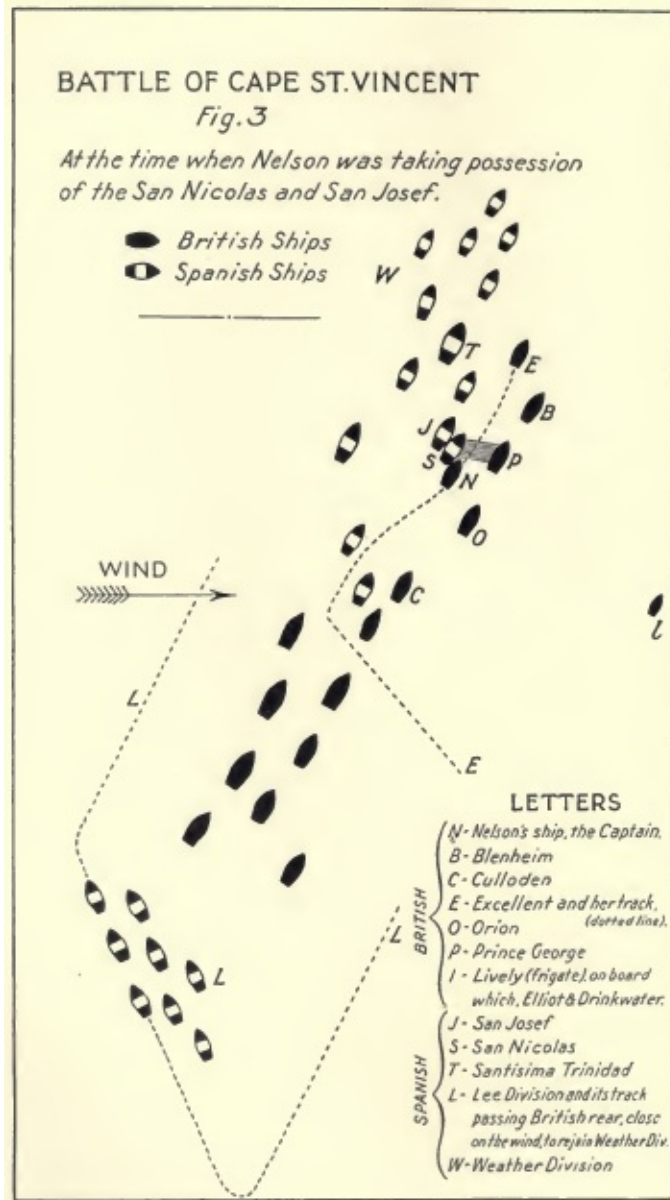 BATTLE OF CAPE ST. VINCENT
Fig. 3
At the time when Nelson was taking possession
of the San Nicolas and San Josef.
British Ships
Spanish Ships
W
T
E
B
J
S
P
N
O
WIND
C
l
L
E
L
L
LETTERS
BRITISH
N - Nelson's ship, the Captain.
B - Blenheim
C - Culloden
E - Excellent and her track,
(dotted line).
O - Orion
P - Prince George
l - Lively (frigate), on board
which, Elliot & Drinkwater.
SPANISH
J - San Josef
S - San Nicolas
T - Santísima Trinidad
L - Lee Division and its track
passing British rear, close
on the wind, to rejoin Weather Div.
W - Weather Division